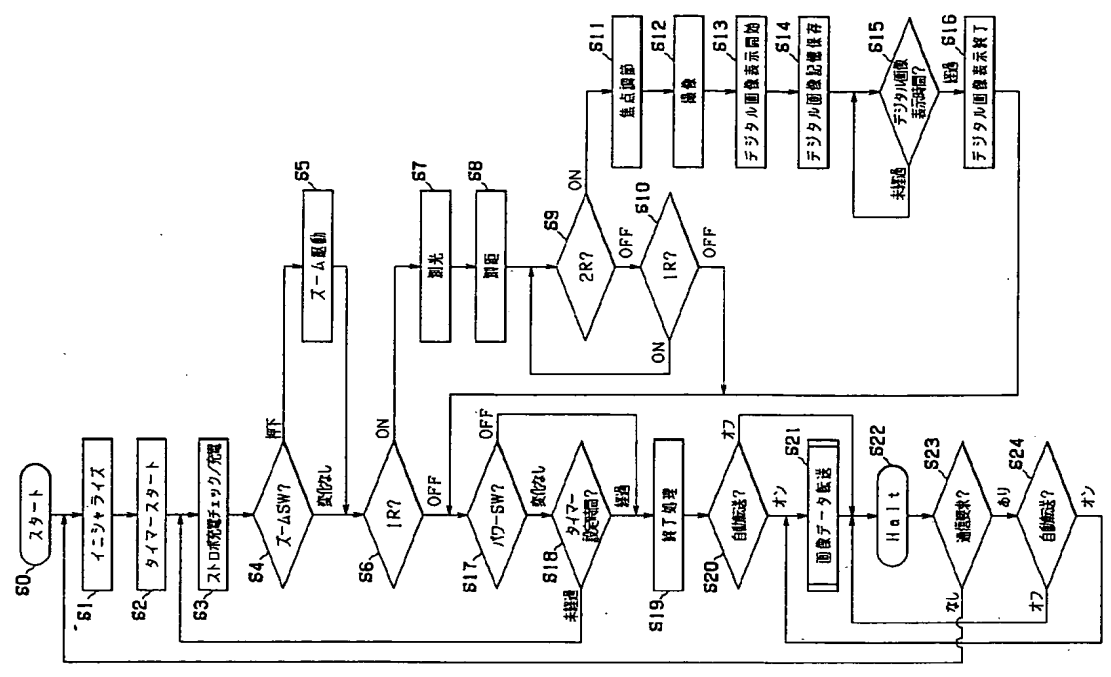 S0
スタート
S1
イニシャライズ
S2
タイマースタート
S3
ストロボ充電チェック/充電
S4
ズームSW?
押下
変化なし
S5
ズーム駆動
S6
1R?
ON
OFF
S7
測光
S8
測距
S9
2R?
ON
OFF
S10
1R?
ON
OFF
S11
焦点調節
S12
撮像
S13
デジタル画像表示開始
S14
デジタル画像記憶保存
S15
デジタル画像
表示時間?
未経過
経過
S16
デジタル画像表示終了
S17
パワーSW?
OFF
変化なし
S18
タイマー
設定時間?
未経過
経過
S19
終了処理
S20
自動転送?
オフ
オン
S21
画像データ転送
S22
Halt
S23
通信要求?
なし
あり
S24
自動転送?
オフ
オン